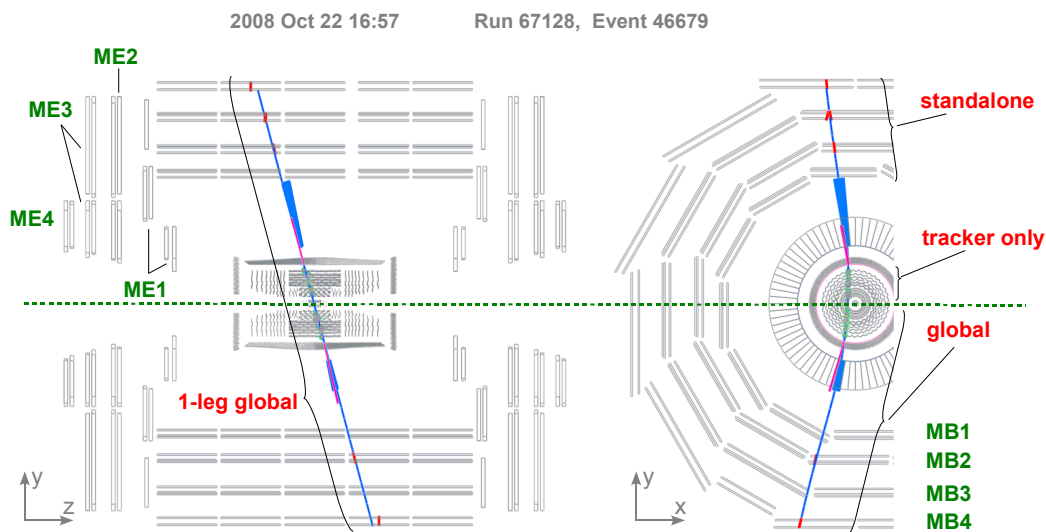 2008 Oct 22 16:57 Run 67128, Event 46679
ME2
ME3
ME4
ME1
1-leg global
y
z
standalone
tracker only
global
MB1
MB2
MB3
MB4
y
x